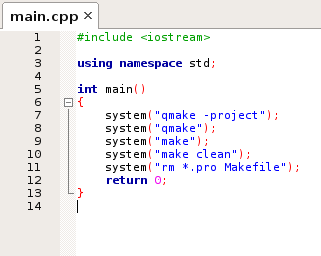 main.cpp ×
1 #include <iostream>
2
3 using namespace std;
4
5 int main()
6 {
7 system("qmake -project");
8 system("qmake");
9 system("make");
10 system("make clean");
11 system("rm *.pro Makefile");
12 return 0;
13 }
14